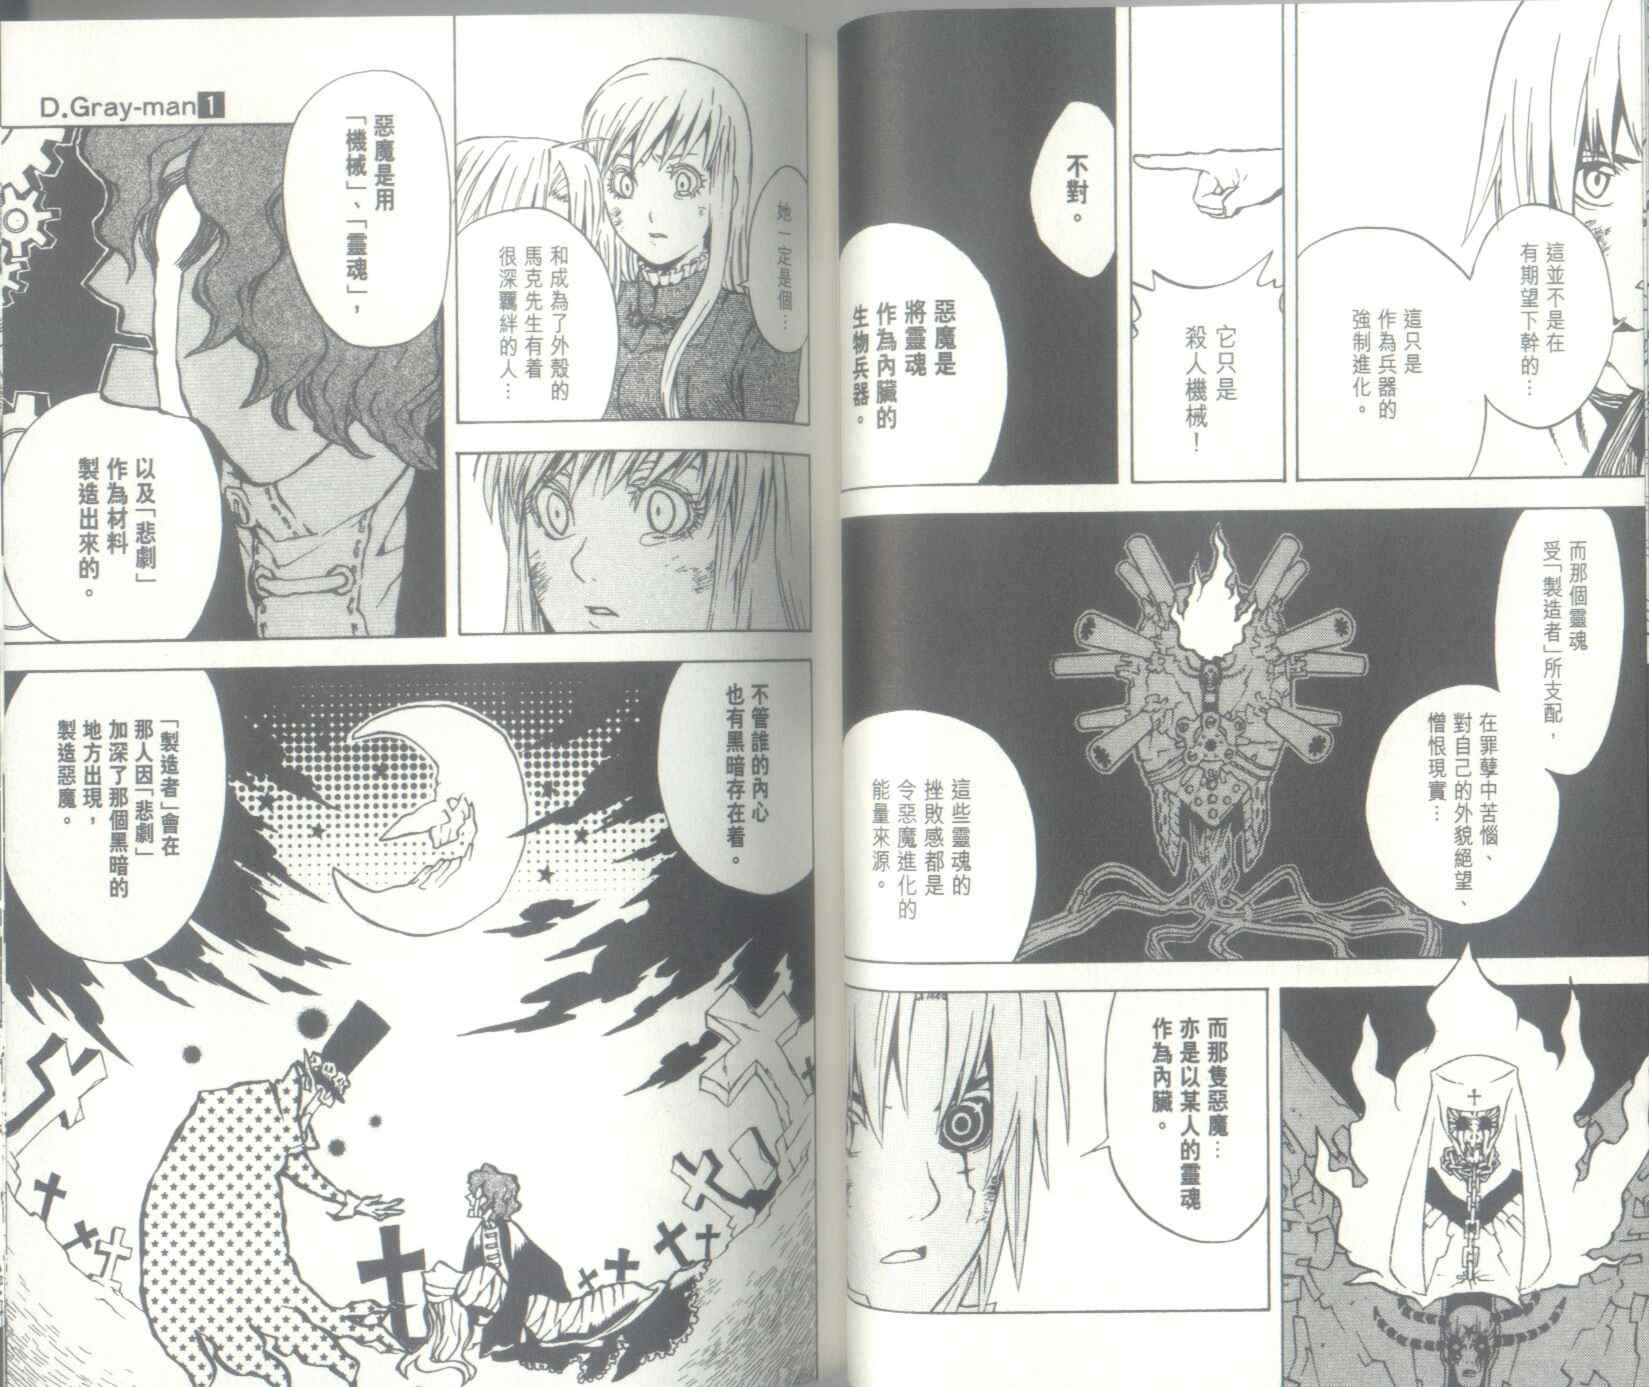 這並不是在
有期望下幹的…
這只是
作為兵器的
強制進化。
它只是
殺人機械！
不對。
惡魔是
將靈魂
作為內臟的
生物兵器。
而那個靈魂
受「製造者」所支配，
在罪孽中苦惱、
對自己的外貌絕望、
憎恨現實…
這些靈魂的
挫敗感都是
令惡魔進化的
能量來源。
而那隻惡魔…
亦是以某人的靈魂
作為內臟。
D.Gray-man 1
她一定是個…
和成為了外殼的
馬克先生有着
很深羈絆的人…
惡魔是用
「機械」、「靈魂」，
以及「悲劇」
作為材料
製造出來的。
不管誰的內心
也有黑暗存在着。
「製造者」會在
那人因「悲劇」
加深了那個黑暗的
地方出現，
製造惡魔。